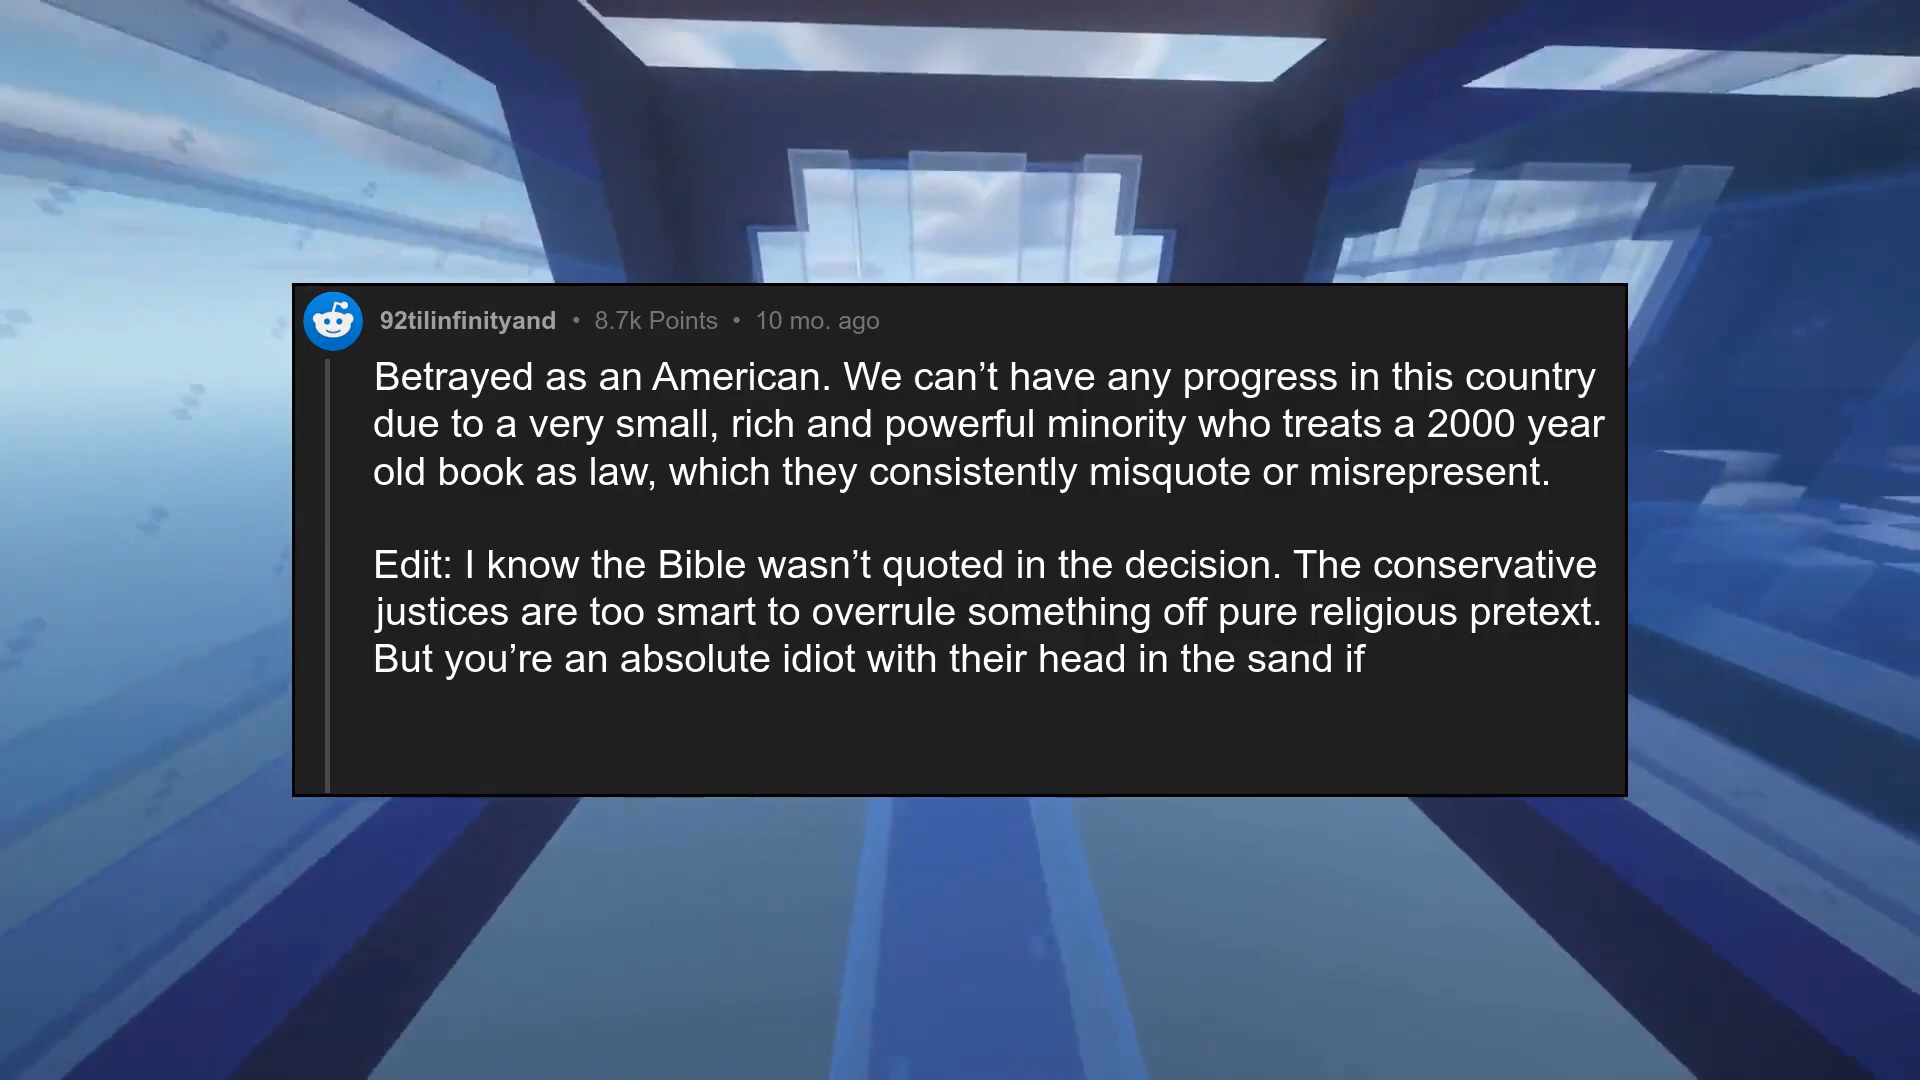 92tilinfinityand • 8.7k Points • 10 mo. ago
Betrayed as an American. We can’t have any progress in this country
due to a very small, rich and powerful minority who treats a 2000 year
old book as law, which they consistently misquote or misrepresent.
Edit: I know the Bible wasn’t quoted in the decision. The conservative
justices are too smart to overrule something off pure religious pretext.
But you’re an absolute idiot with their head in the sand if